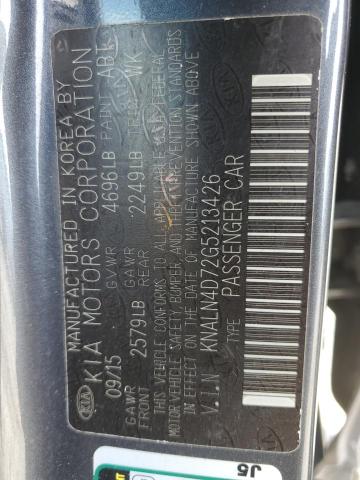 MANUFACTURED IN KOREA BY
KIA KIA MOTORS CORPORATION
09/15 GVWR 4696LB PAINT ABT
GAWR FRONT 2579LB GAWR REAR 2249LB TRIM WK
THIS VEHICLE CONFORMS TO ALL APPLICABLE U.S.A FEDERAL
MOTOR VEHICLE SAFETY, BUMPER, AND THEFT PREVENTION STANDARDS
IN EFFECT ON THE DATE OF MANUFACTURE SHOWN ABOVE
V.I.N KNALN4D72G5213426
TYPE PASSENGER CAR
J5